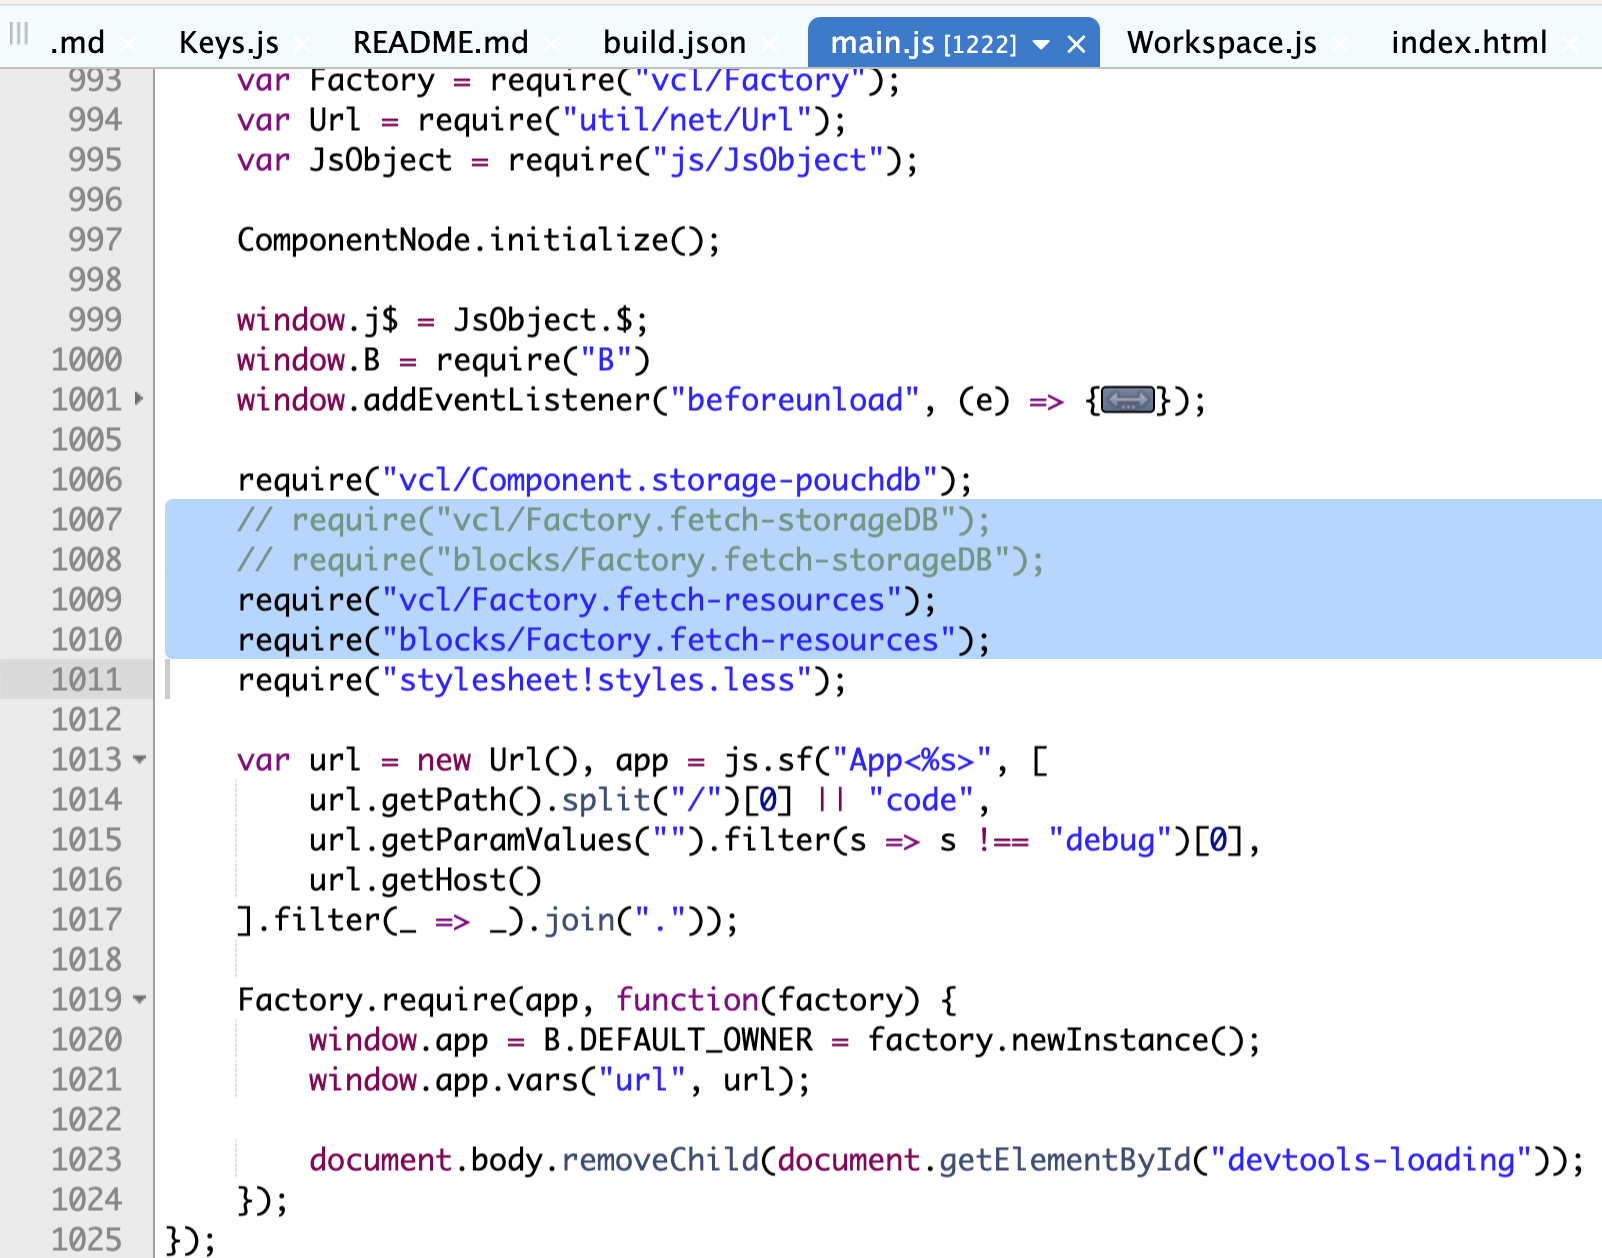 .md Keys.js README.md build.json main.js [1222] Workspace.js index.html
993 var Factory = require("vcl/Factory");
994 var Url = require("util/net/Url");
995 var JsObject = require("js/JsObject");
996
997 ComponentNode.initialize();
998
999 window.j$ = JsObject.$;
1000 window.B = require("B")
1001 window.addEventListener("beforeunload", (e) => {...});
1005
1006 require("vcl/Component.storage-pouchdb");
1007 // require("vcl/Factory.fetch-storageDB");
1008 // require("blocks/Factory.fetch-storageDB");
1009 require("vcl/Factory.fetch-resources");
1010 require("blocks/Factory.fetch-resources");
1011 require("stylesheet!styles.less");
1012
1013 var url = new Url(), app = js.sf("App<%s>", [
1014 url.getPath().split("/")[0] || "code",
1015 url.getParamValues("").filter(s => s !== "debug")[0],
1016 url.getHost()
1017 ].filter(_ => _).join("."));
1018
1019 Factory.require(app, function(factory) {
1020 window.app = B.DEFAULT_OWNER = factory.newInstance();
1021 window.app.vars("url", url);
1022
1023 document.body.removeChild(document.getElementById("devtools-loading"));
1024 });
1025 });